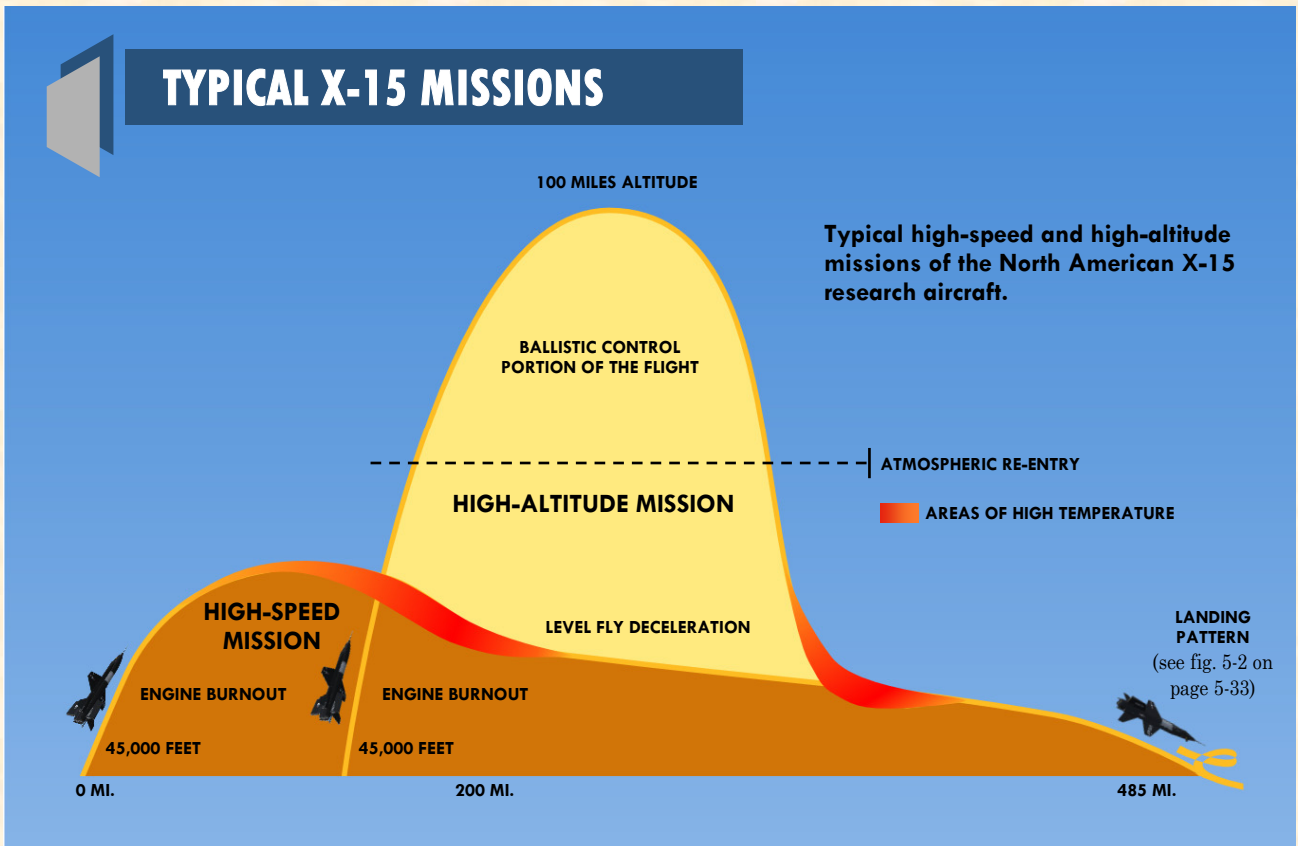 TYPICAL X-15 MISSIONS
100 MILES ALTITUDE
Typical high-speed and high-altitude
missions of the North American X-15
research aircraft.
BALLISTIC CONTROL
PORTION OF THE FLIGHT
ATMOSPHERIC RE-ENTRY
HIGH-ALTITUDE MISSION
AREAS OF HIGH TEMPERATURE
HIGH-SPEED
MISSION
LEVEL FLY DECELERATION
LANDING
PATTERN
(see fig. 5-2 on
page 5-33)
ENGINE BURNOUT
ENGINE BURNOUT
45,000 FEET
45,000 FEET
0 MI.
200 MI.
485 MI.